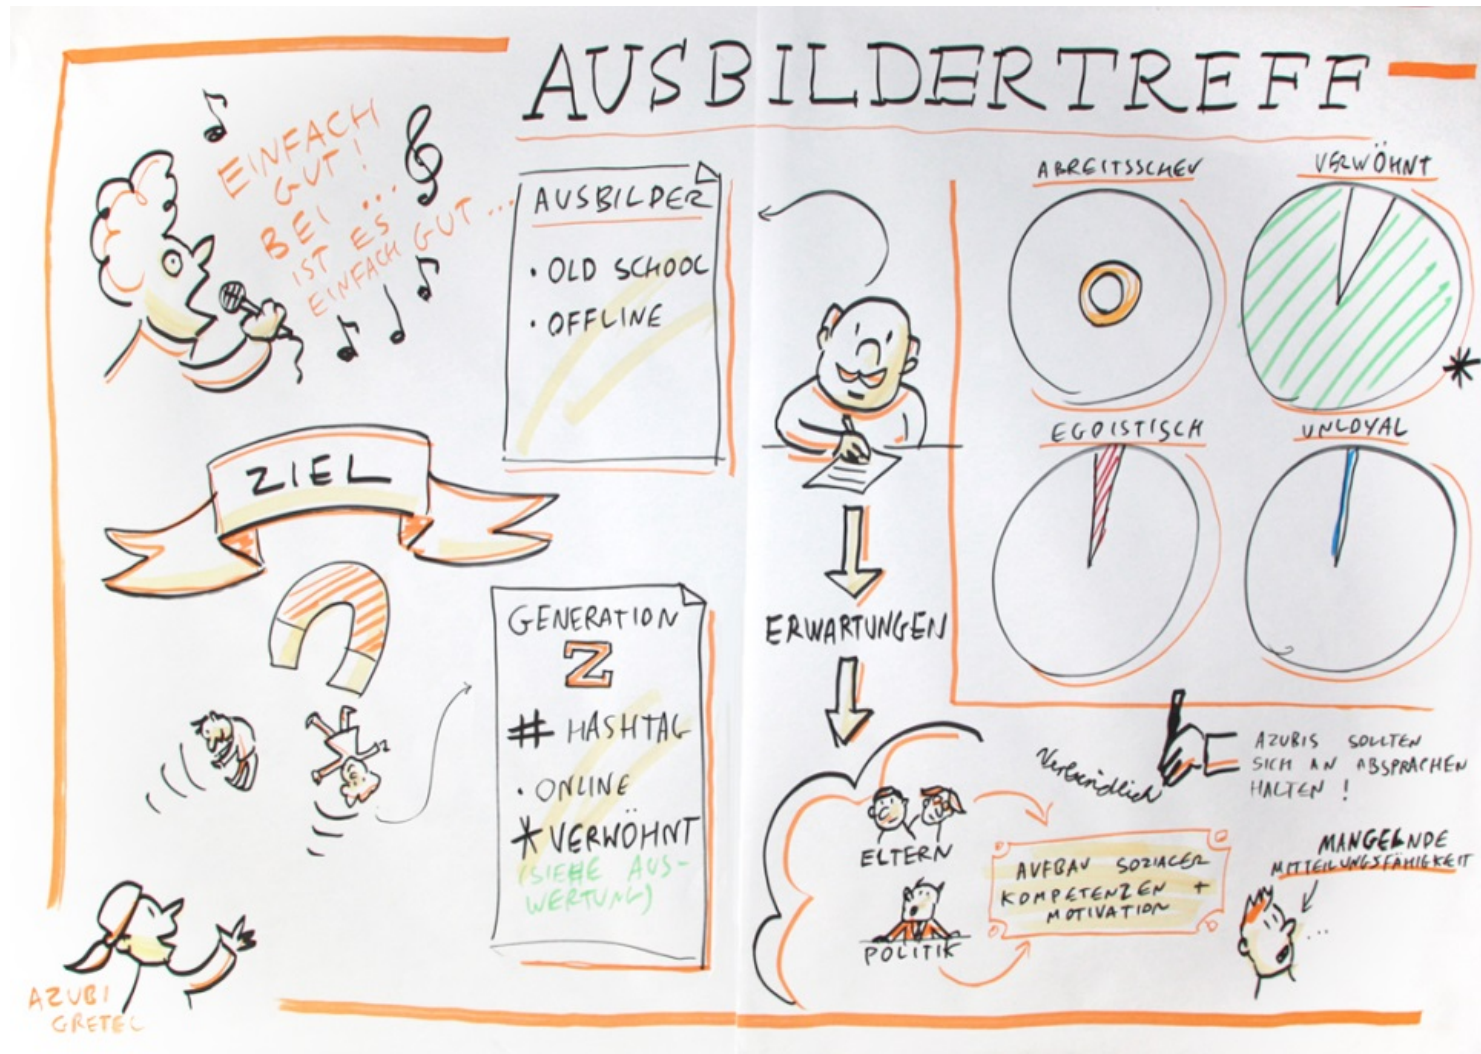 AUSBILDERTREFF
EINFACH
GUT!
BEI ...
IST ES
EINFACH GUT ...
AUSBILDER
• OLD SCHOOL
• OFFLINE
ZIEL
GENERATION
Z
# HASHTAG
• ONLINE
* VERWÖHNT
(SIEHE AUS-
WERTUNG)
AZUBI
GRETEL
ERWARTUNGEN
ELTERN
POLITIK
AUFBAU SOZIALER
KOMPETENZEN +
MOTIVATION
ABREITSSCHEU
VERWÖHNT
*
EGOISTISCH
UNLOYAL
Verbindlich
AZUBIS SOLLTEN
SICH AN ABSPRACHEN
HALTEN !
MANGELNDE
MITTEILUNGSFÄHIGKEIT
...